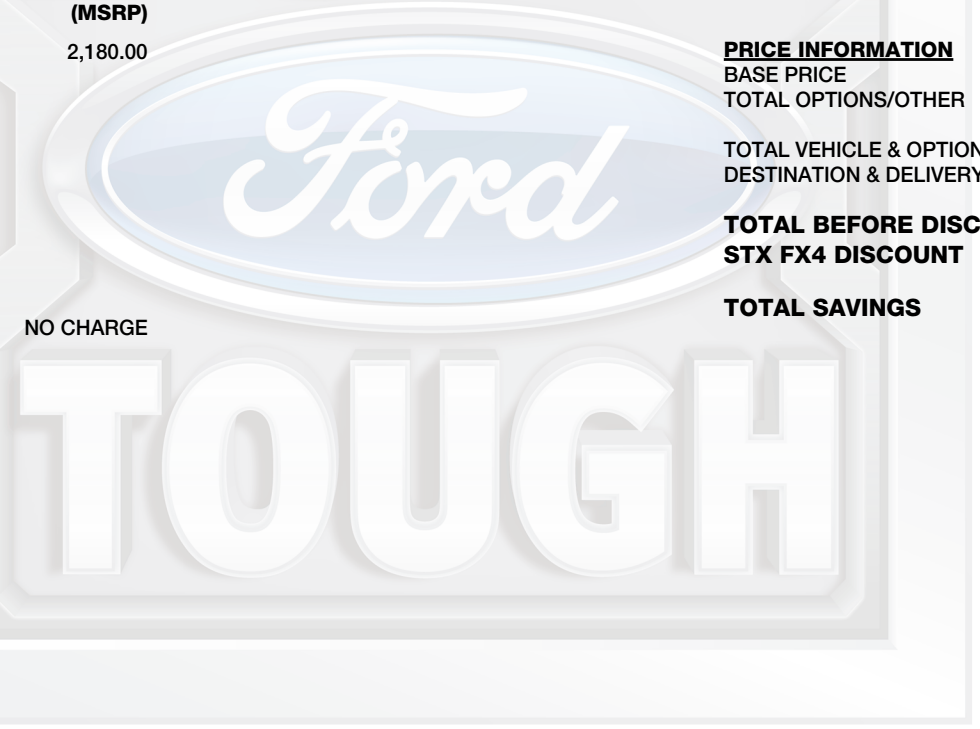 (MSRP)
2,180.00
NO CHARGE
PRICE INFORMATION
BASE PRICE
TOTAL OPTIONS/OTHER
TOTAL VEHICLE & OPTION
DESTINATION & DELIVERY
TOTAL BEFORE DISC
STX FX4 DISCOUNT
TOTAL SAVINGS
Ford
TOUGH